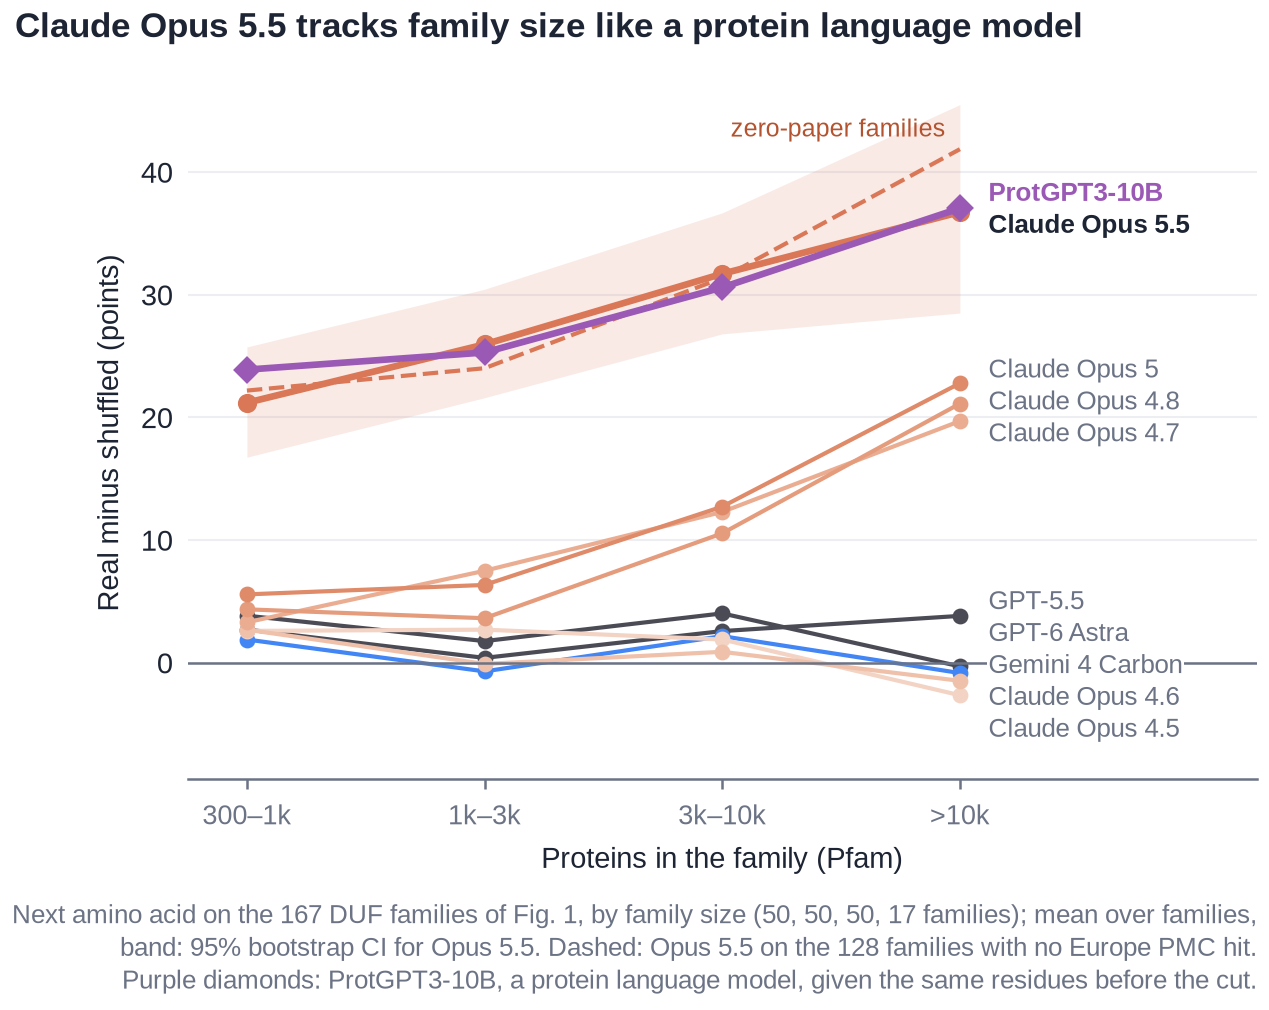 Claude Opus 5.5 tracks family size like a protein language model
zero-paper families
40
30
20
10
0
Real minus shuffled (points)
ProtGPT3-10B
Claude Opus 5.5
Claude Opus 5
Claude Opus 4.8
Claude Opus 4.7
GPT-5.5
GPT-6 Astra
Gemini 4 Carbon
Claude Opus 4.6
Claude Opus 4.5
300–1k
1k–3k
3k–10k
>10k
Proteins in the family (Pfam)
Next amino acid on the 167 DUF families of Fig. 1, by family size (50, 50, 50, 17 families); mean over families,
band: 95% bootstrap CI for Opus 5.5. Dashed: Opus 5.5 on the 128 families with no Europe PMC hit.
Purple diamonds: ProtGPT3-10B, a protein language model, given the same residues before the cut.